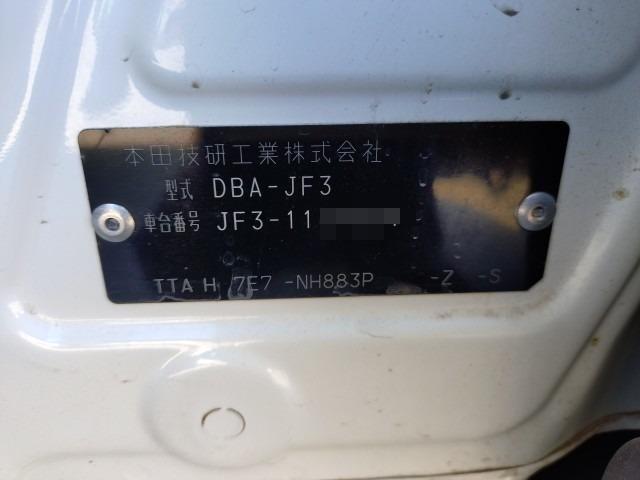 本田技研工業株式会社
型式 DBA-JF3
車台番号 JF3-11
TTA H 7E7 -NH883P -Z -S